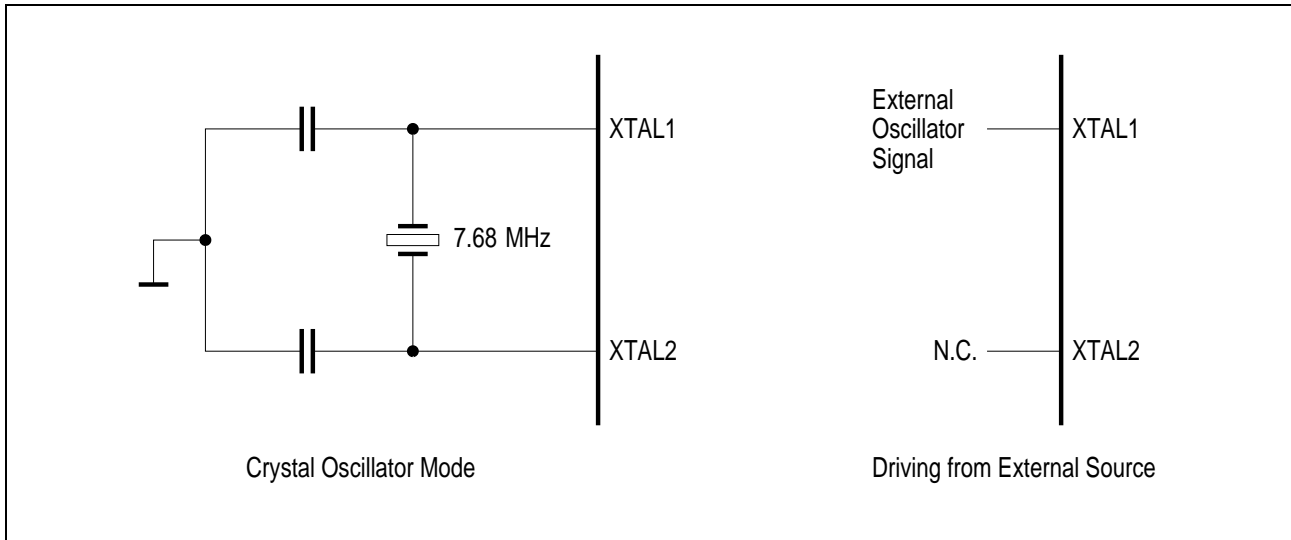 XTAL1
7.68 MHz
XTAL2
Crystal Oscillator Mode
External
Oscillator
Signal
XTAL1
N.C.
XTAL2
Driving from External Source